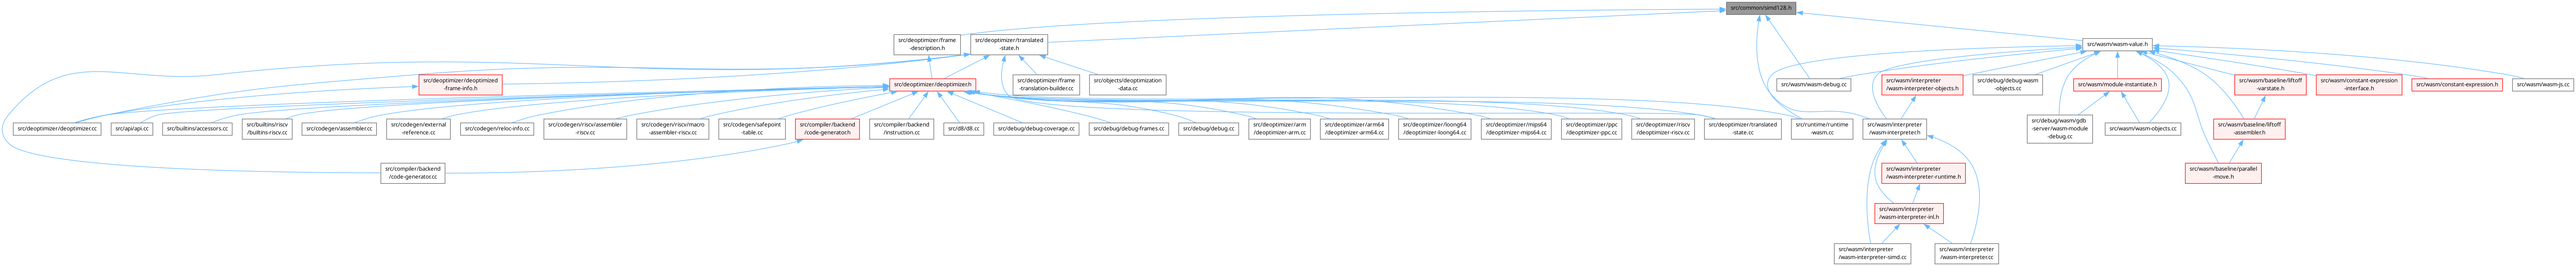 src/common/simd128.h
src/deoptimizer/frame
-description.h
src/deoptimizer/translated
-state.h
src/wasm/wasm-value.h
src/deoptimizer/deoptimized
-frame-info.h
src/deoptimizer/deoptimizer.h
src/deoptimizer/frame
-translation-builder.cc
src/objects/deoptimization
-data.cc
src/wasm/wasm-debug.cc
src/wasm/interpreter
/wasm-interpreter-objects.h
src/debug/debug-wasm
-objects.cc
src/wasm/module-instantiate.h
src/wasm/baseline/liftoff
-varstate.h
src/wasm/constant-expression
-interface.h
src/wasm/constant-expression.h
src/wasm/wasm-js.cc
src/deoptimizer/deoptimizer.cc
src/api/api.cc
src/builtins/accessors.cc
src/builtins/riscv
/builtins-riscv.cc
src/codegen/assembler.cc
src/codegen/external
-reference.cc
src/codegen/reloc-info.cc
src/codegen/riscv/assembler
-riscv.cc
src/codegen/riscv/macro
-assembler-riscv.cc
src/codegen/safepoint
-table.cc
src/compiler/backend
/code-generator.h
src/compiler/backend
/instruction.cc
src/d8/d8.cc
src/debug/debug-coverage.cc
src/debug/debug-frames.cc
src/debug/debug.cc
src/deoptimizer/arm
/deoptimizer-arm.cc
src/deoptimizer/arm64
/deoptimizer-arm64.cc
src/deoptimizer/loong64
/deoptimizer-loong64.cc
src/deoptimizer/mips64
/deoptimizer-mips64.cc
src/deoptimizer/ppc
/deoptimizer-ppc.cc
src/deoptimizer/riscv
/deoptimizer-riscv.cc
src/deoptimizer/translated
-state.cc
src/runtime/runtime
-wasm.cc
src/wasm/interpreter
/wasm-interpreter.h
src/debug/wasm/gdb
-server/wasm-module
-debug.cc
src/wasm/wasm-objects.cc
src/wasm/baseline/liftoff
-assembler.h
src/compiler/backend
/code-generator.cc
src/wasm/interpreter
/wasm-interpreter-runtime.h
src/wasm/baseline/parallel
-move.h
src/wasm/interpreter
/wasm-interpreter-inl.h
src/wasm/interpreter
/wasm-interpreter-simd.cc
src/wasm/interpreter
/wasm-interpreter.cc